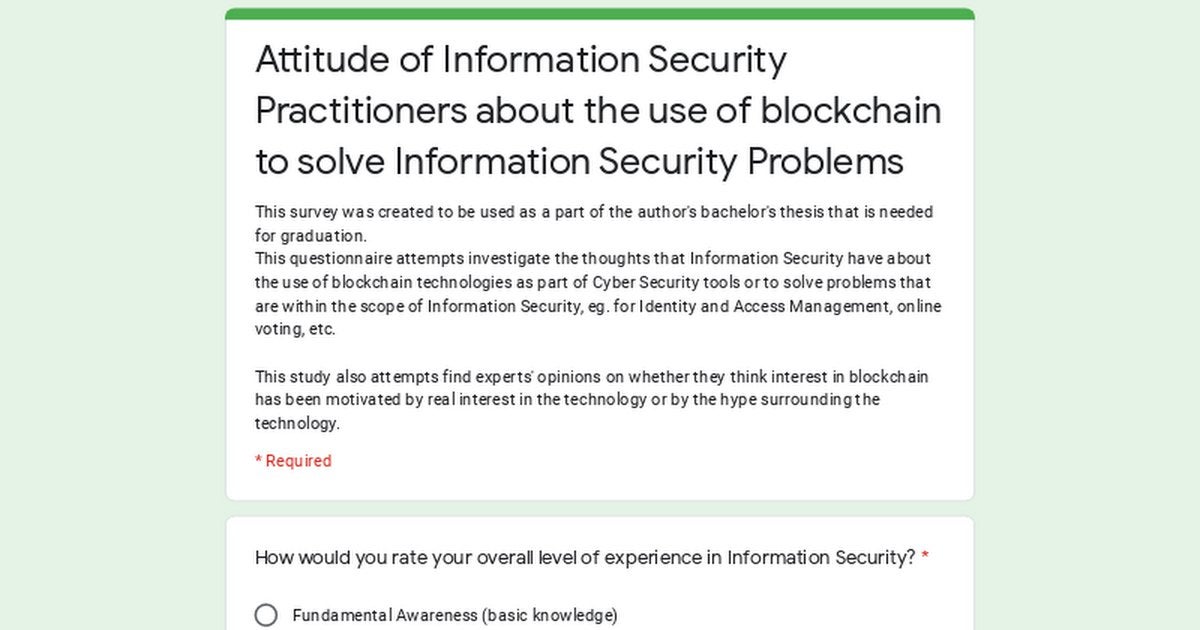 Attitude of Information Security
Practitioners about the use of blockchain
to solve Information Security Problems
This survey was created to be used as a part of the author's bachelor's thesis that is needed
for graduation.
This questionnaire attempts investigate the thoughts that Information Security have about
the use of blockchain technologies as part of Cyber Security tools or to solve problems that
are within the scope of Information Security, eg. for Identity and Access Management, online
voting, etc.
This study also attempts find experts' opinions on whether they think interest in blockchain
has been motivated by real interest in the technology or by the hype surrounding the
technology.
* Required
How would you rate your overall level of experience in Information Security? *
Fundamental Awareness (basic knowledge)